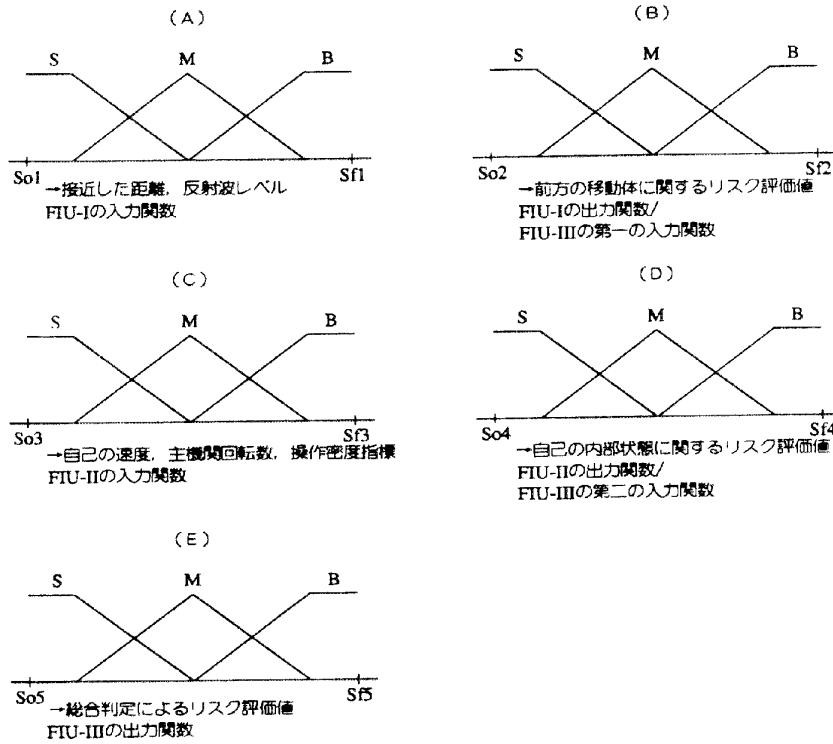 (A)
S M B
So1 Sf1
→接近した距離，反射波レベル
FIU-Iの入力関数
(B)
S M B
So2 Sf2
→前方の移動体に関するリスク評価値
FIU-Iの出力関数/
FIU-IIIの第一の入力関数
(C)
S M B
So3 Sf3
→自己の速度，主機関回転数，操作密度指標
FIU-IIの入力関数
(D)
S M B
So4 Sf4
→自己の内部状態に関するリスク評価値
FIU-IIの出力関数/
FIU-IIIの第二の入力関数
(E)
S M B
So5 Sf5
→総合判定によるリスク評価値
FIU-IIIの出力関数